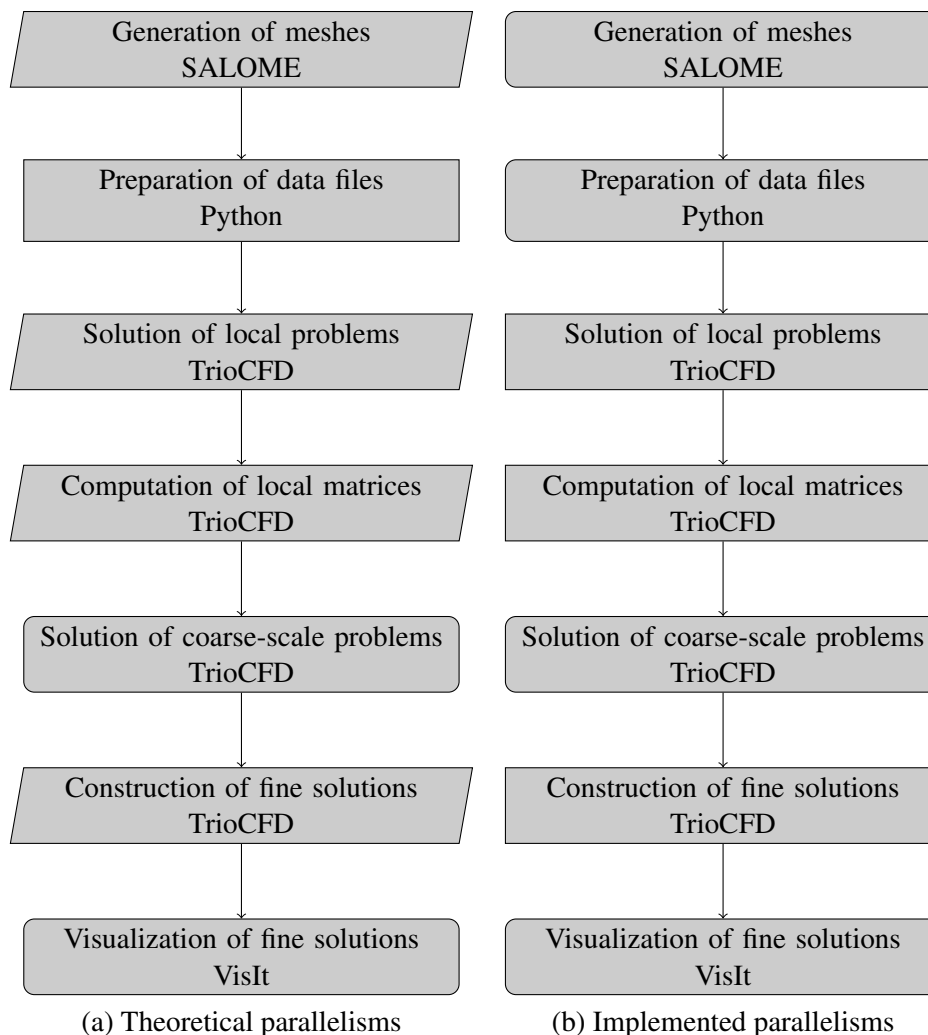 Generation of meshes
SALOME
Preparation of data files
Python
Solution of local problems
TrioCFD
Computation of local matrices
TrioCFD
Solution of coarse-scale problems
TrioCFD
Construction of fine solutions
TrioCFD
Visualization of fine solutions
VisIt
(a) Theoretical parallelisms
Generation of meshes
SALOME
Preparation of data files
Python
Solution of local problems
TrioCFD
Computation of local matrices
TrioCFD
Solution of coarse-scale problems
TrioCFD
Construction of fine solutions
TrioCFD
Visualization of fine solutions
VisIt
(b) Implemented parallelisms